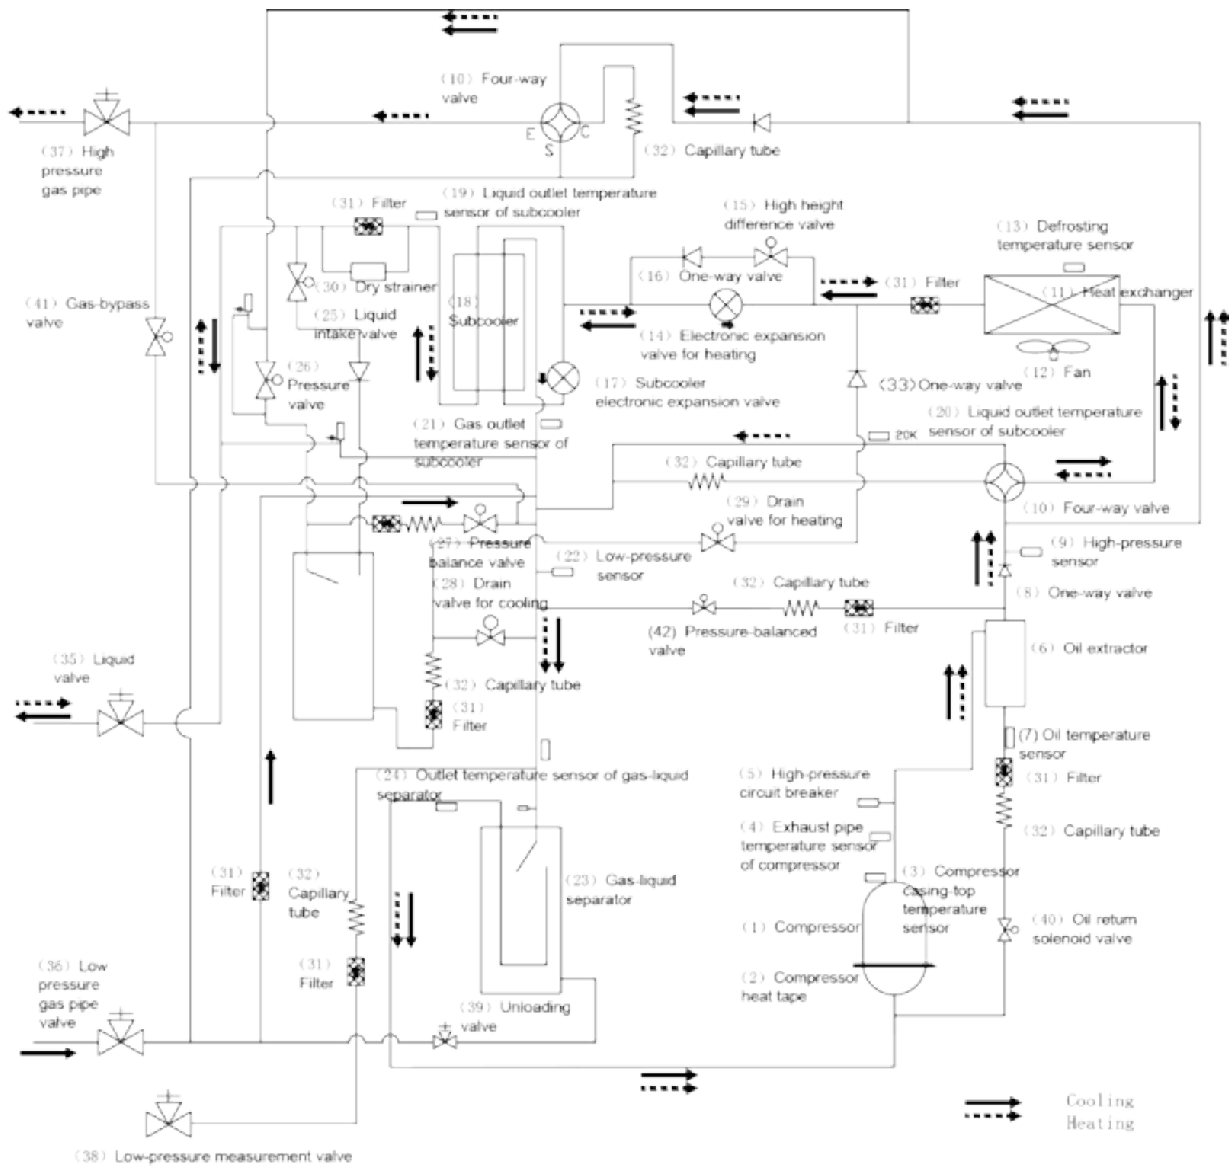 (10) Four-way
valve
E
C
S
(32) Capillary tube
(37) High
pressure
gas pipe
(31) Filter
(19) Liquid outlet temperature
sensor of subcooler
(15) High height
difference valve
(13) Defrosting
temperature sensor
(16) One-way valve
(31) Filter
(11) Heat exchanger
(41) Gas-bypass
valve
(30) Dry strainer
(18)
Subcooler
(25) Liquid
intake valve
(14) Electronic expansion
valve for heating
(12) Fan
(26)
Pressure
valve
(17) Subcooler
electronic expansion valve
(33) One-way valve
(21) Gas outlet
temperature sensor of
subcooler
20K
(20) Liquid outlet temperature
sensor of subcooler
(32) Capillary tube
(29) Drain
valve for heating
(10) Four-way valve
(27) Pressure
balance valve
(22) Low-pressure
sensor
(9) High-pressure
sensor
(28) Drain
valve for cooling
(32) Capillary tube
(8) One-way valve
(42) Pressure-balanced
valve
(31) Filter
(6) Oil extractor
(35) Liquid
valve
(32) Capillary tube
(31)
Filter
(7) Oil temperature
sensor
(24) Outlet temperature sensor of gas-liquid
separator
(5) High-pressure
circuit breaker
(31) Filter
(4) Exhaust pipe
temperature sensor
of compressor
(32) Capillary tube
(31)
Filter
(32)
Capillary
tube
(23) Gas-liquid
separator
(3) Compressor
casing-top
temperature
sensor
(1) Compressor
(40) Oil return
solenoid valve
(31)
Filter
(2) Compressor
heat tape
(36) Low
pressure
gas pipe
valve
(39) Unloading
valve
Cooling
Heating
(38) Low-pressure measurement valve